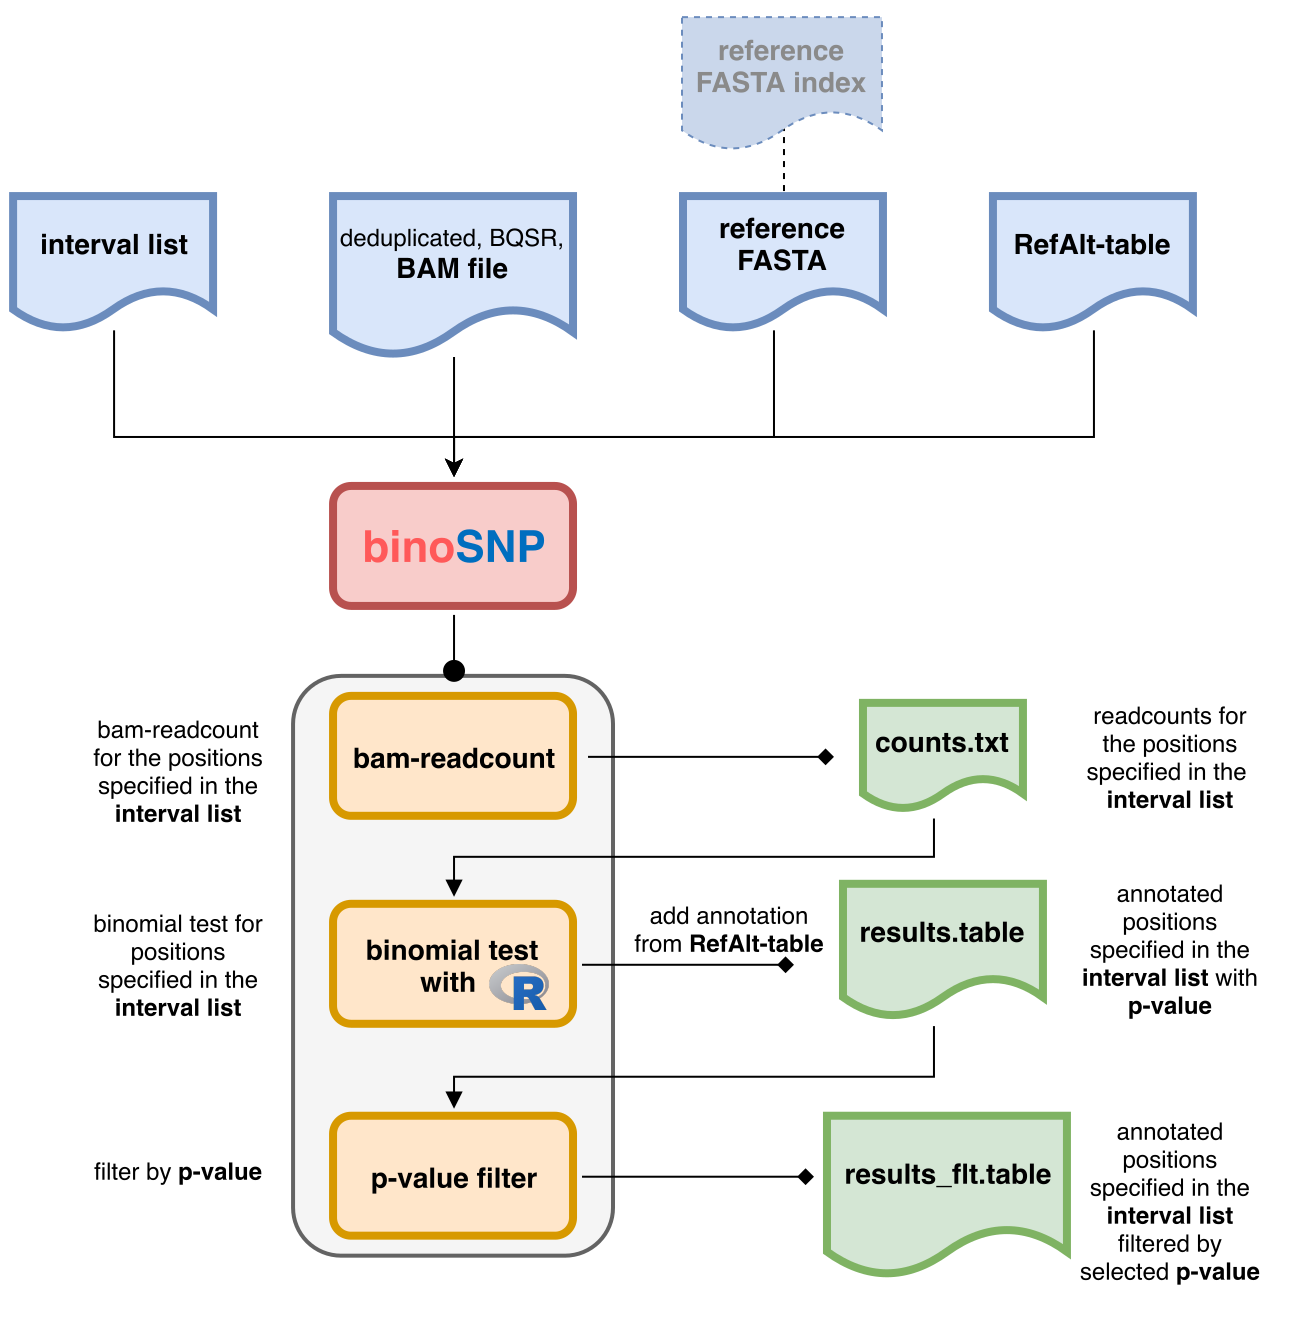 reference
FASTA index
interval list
deduplicated, BQSR,
BAM file
reference
FASTA
RefAlt-table
binoSNP
bam-readcount
for the positions
specified in the
interval list
bam-readcount
counts.txt
readcounts for
the positions
specified in the
interval list
binomial test for
positions
specified in the
interval list
binomial test
with R
add annotation
from RefAlt-table
results.table
annotated
positions
specified in the
interval list with
p-value
filter by p-value
p-value filter
results_flt.table
annotated
positions
specified in the
interval list
filtered by
selected p-value